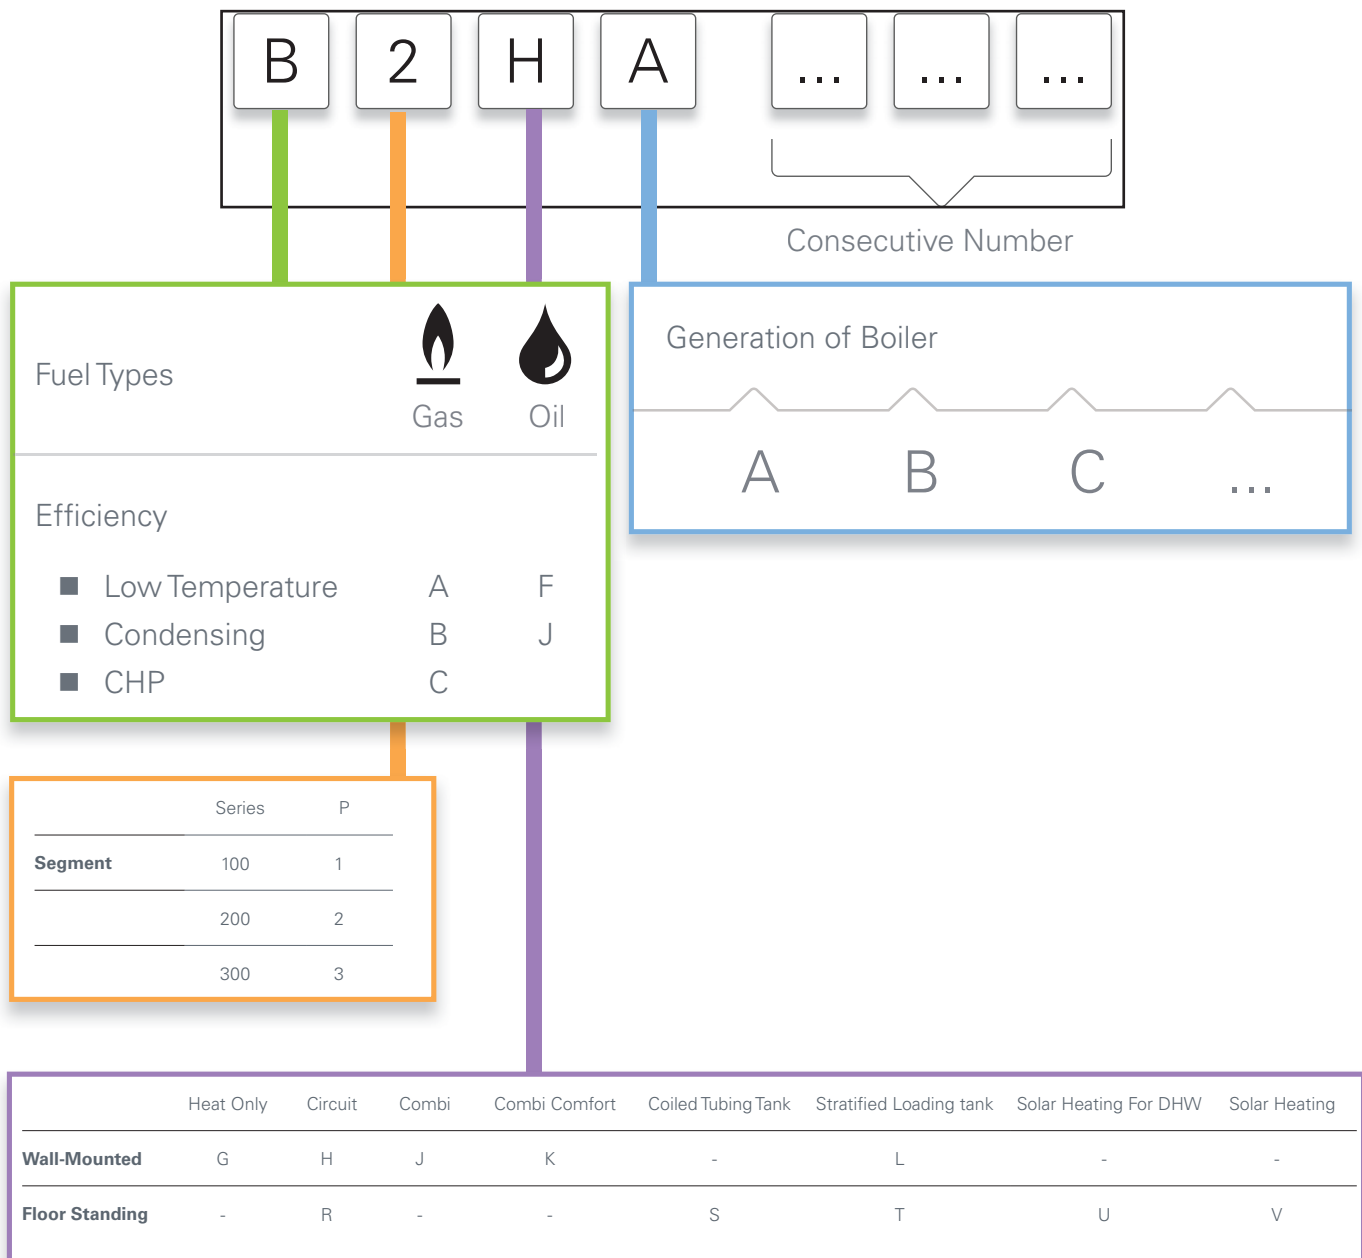 B 2 H A ... ... ...
Consecutive Number
Fuel Types
Gas Oil
Efficiency
Low Temperature A F
Condensing B J
CHP C
Generation of Boiler
A B C ...
Series P
Segment 100 1
200 2
300 3
Heat Only Circuit Combi Combi Comfort Coiled Tubing Tank Stratified Loading tank Solar Heating For DHW Solar Heating
Wall-Mounted G H J K - L - -
Floor Standing - R - - S T U V